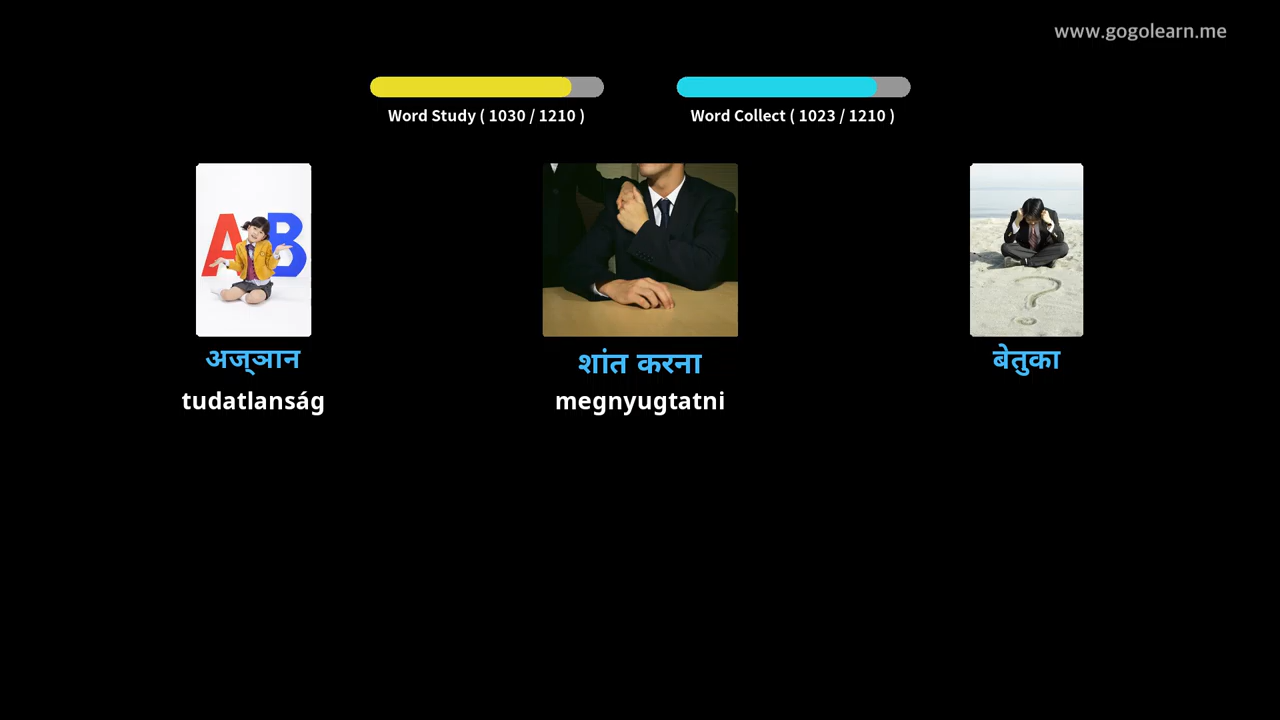 www.gogolearn.me
Word Study ( 1030 / 1210 )
Word Collect ( 1023 / 1210 )
अज्ञान
शांत करना
बेतुका
tudatlanság
megnyugtatni
A B
?